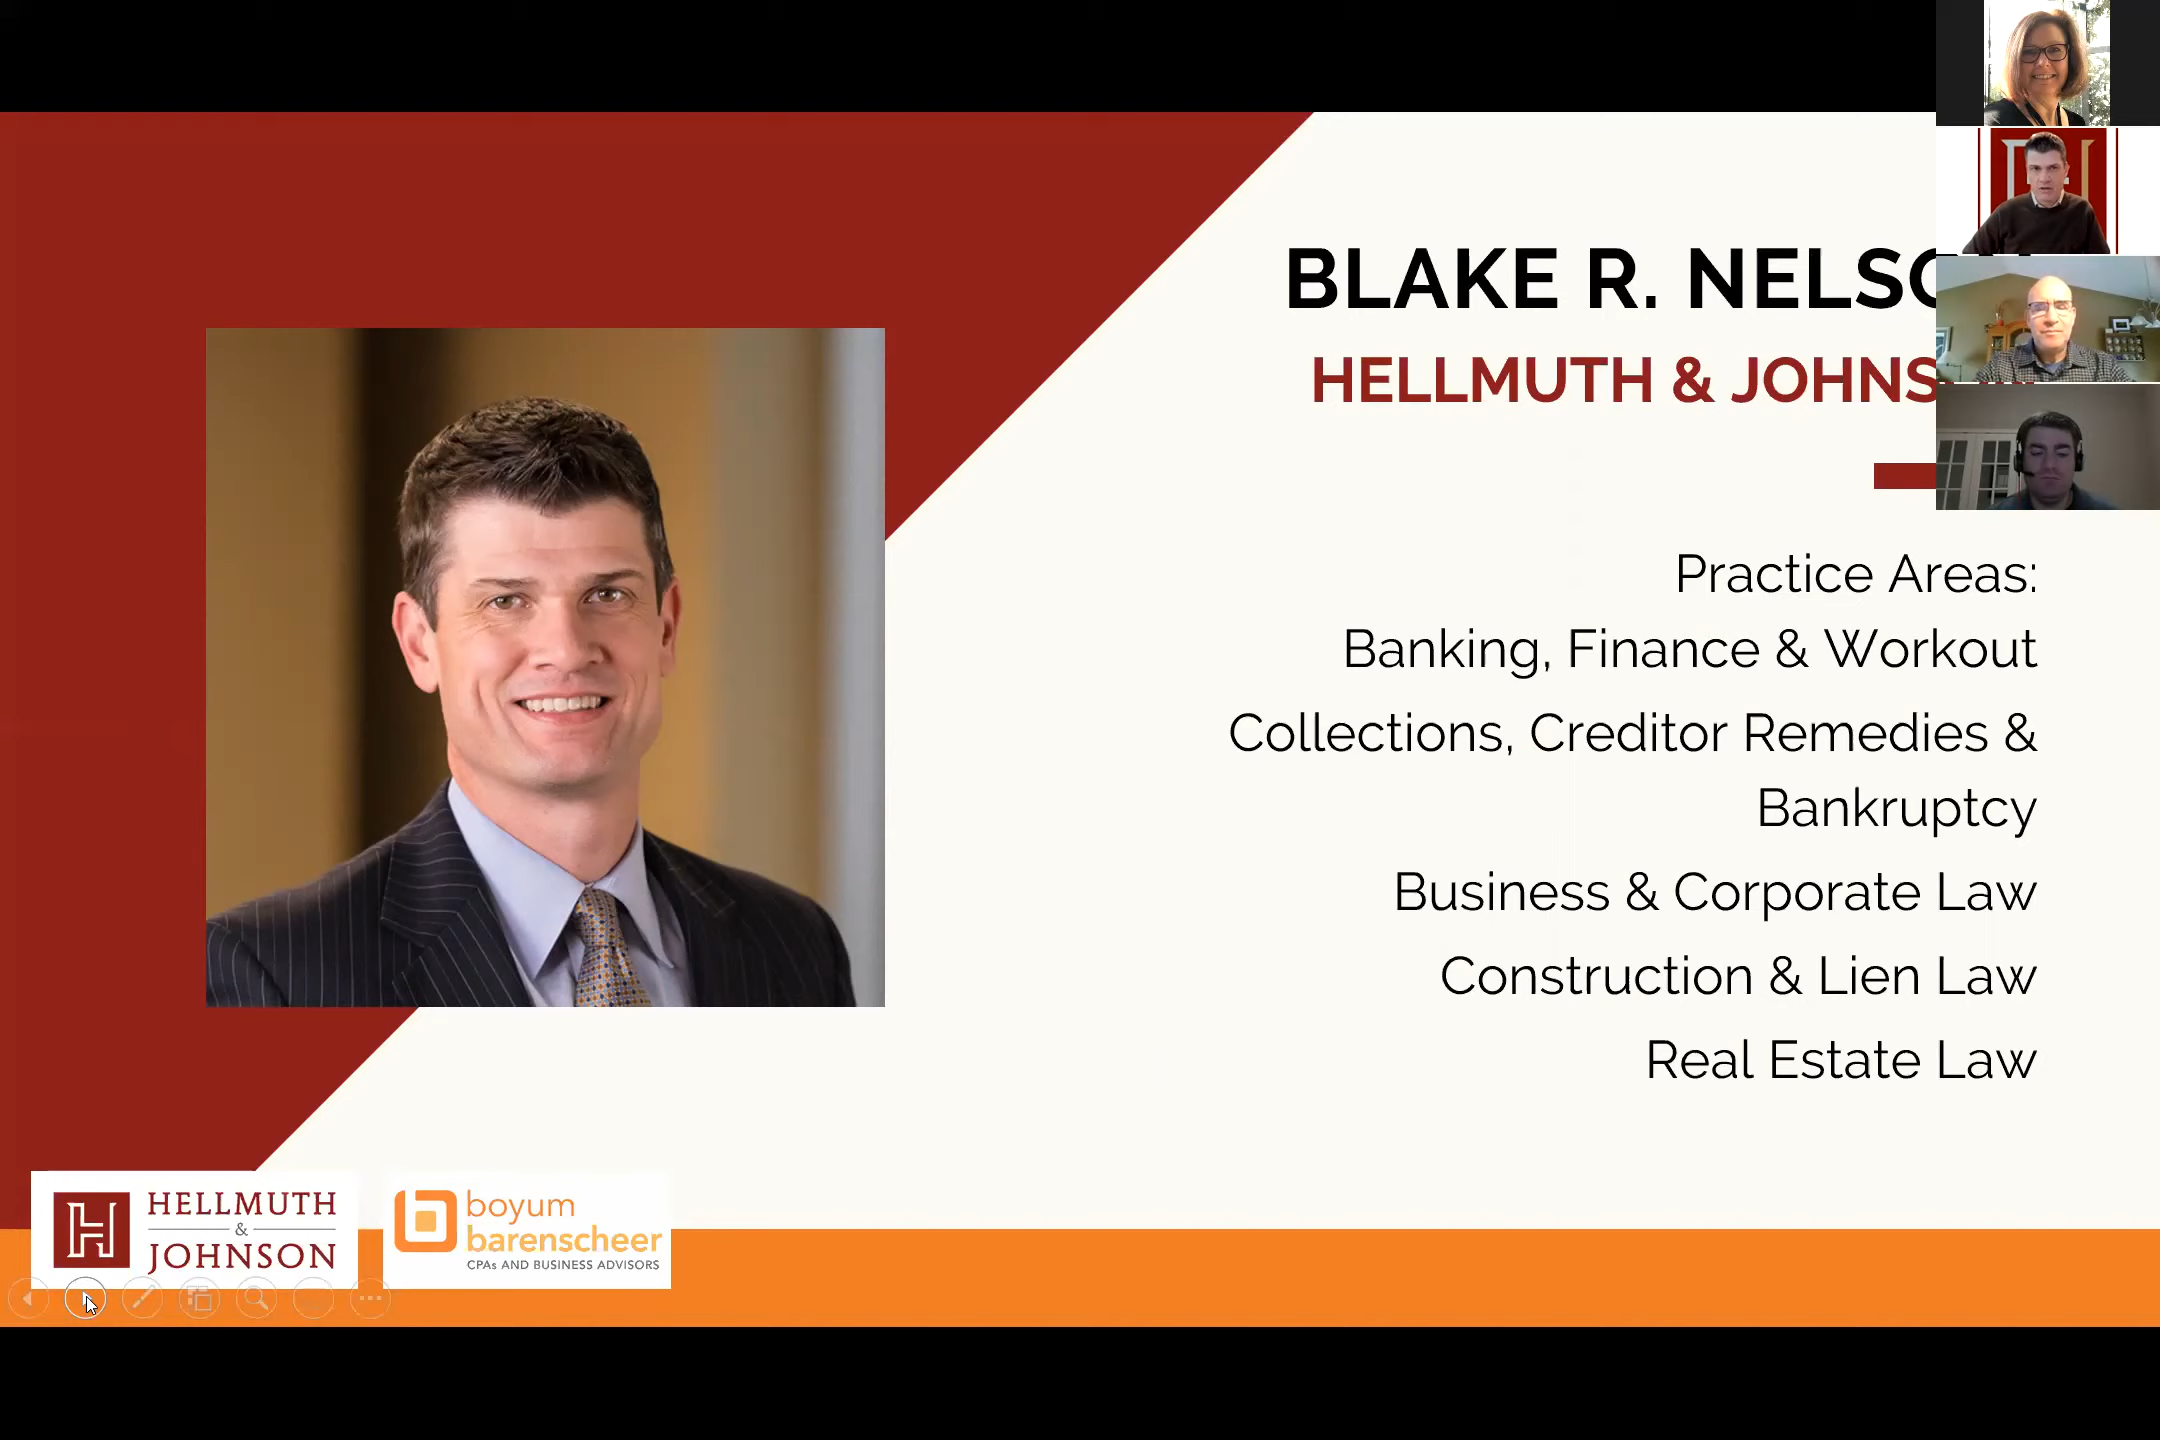 BLAKE R. NELSO
HELLMUTH & JOHNS
Practice Areas:
Banking, Finance & Workout
Collections, Creditor Remedies &
Bankruptcy
Business & Corporate Law
Construction & Lien Law
Real Estate Law
H
HELLMUTH
&
JOHNSON
boyum
barenscheer
CPAs AND BUSINESS ADVISORS